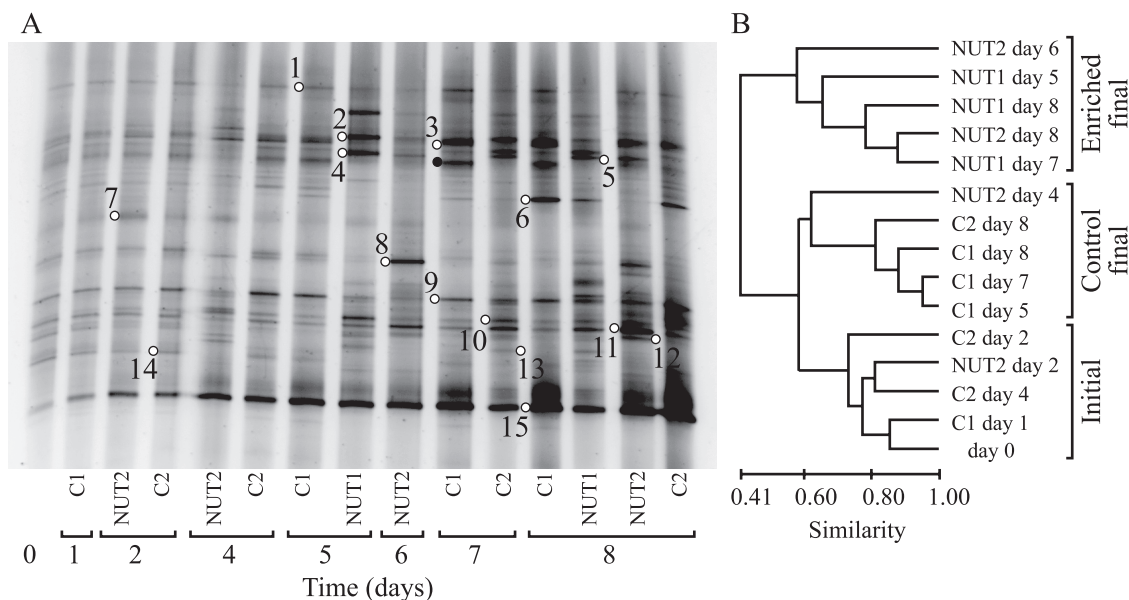 A
1
2
3
4
5
6
7
8
9
10
11
12
13
14
15
C1
NUT2
C2
NUT2
C2
C1
NUT1
NUT2
C1
C2
C1
NUT1
NUT2
C2
0 1 2 4 5 6 7 8
Time (days)
B
NUT2 day 6
NUT1 day 5
NUT1 day 8
NUT2 day 8
NUT1 day 7
Enriched
final
NUT2 day 4
C2 day 8
C1 day 8
C1 day 7
C1 day 5
Control
final
C2 day 2
NUT2 day 2
C2 day 4
C1 day 1
day 0
Initial
0.41 0.60 0.80 1.00
Similarity